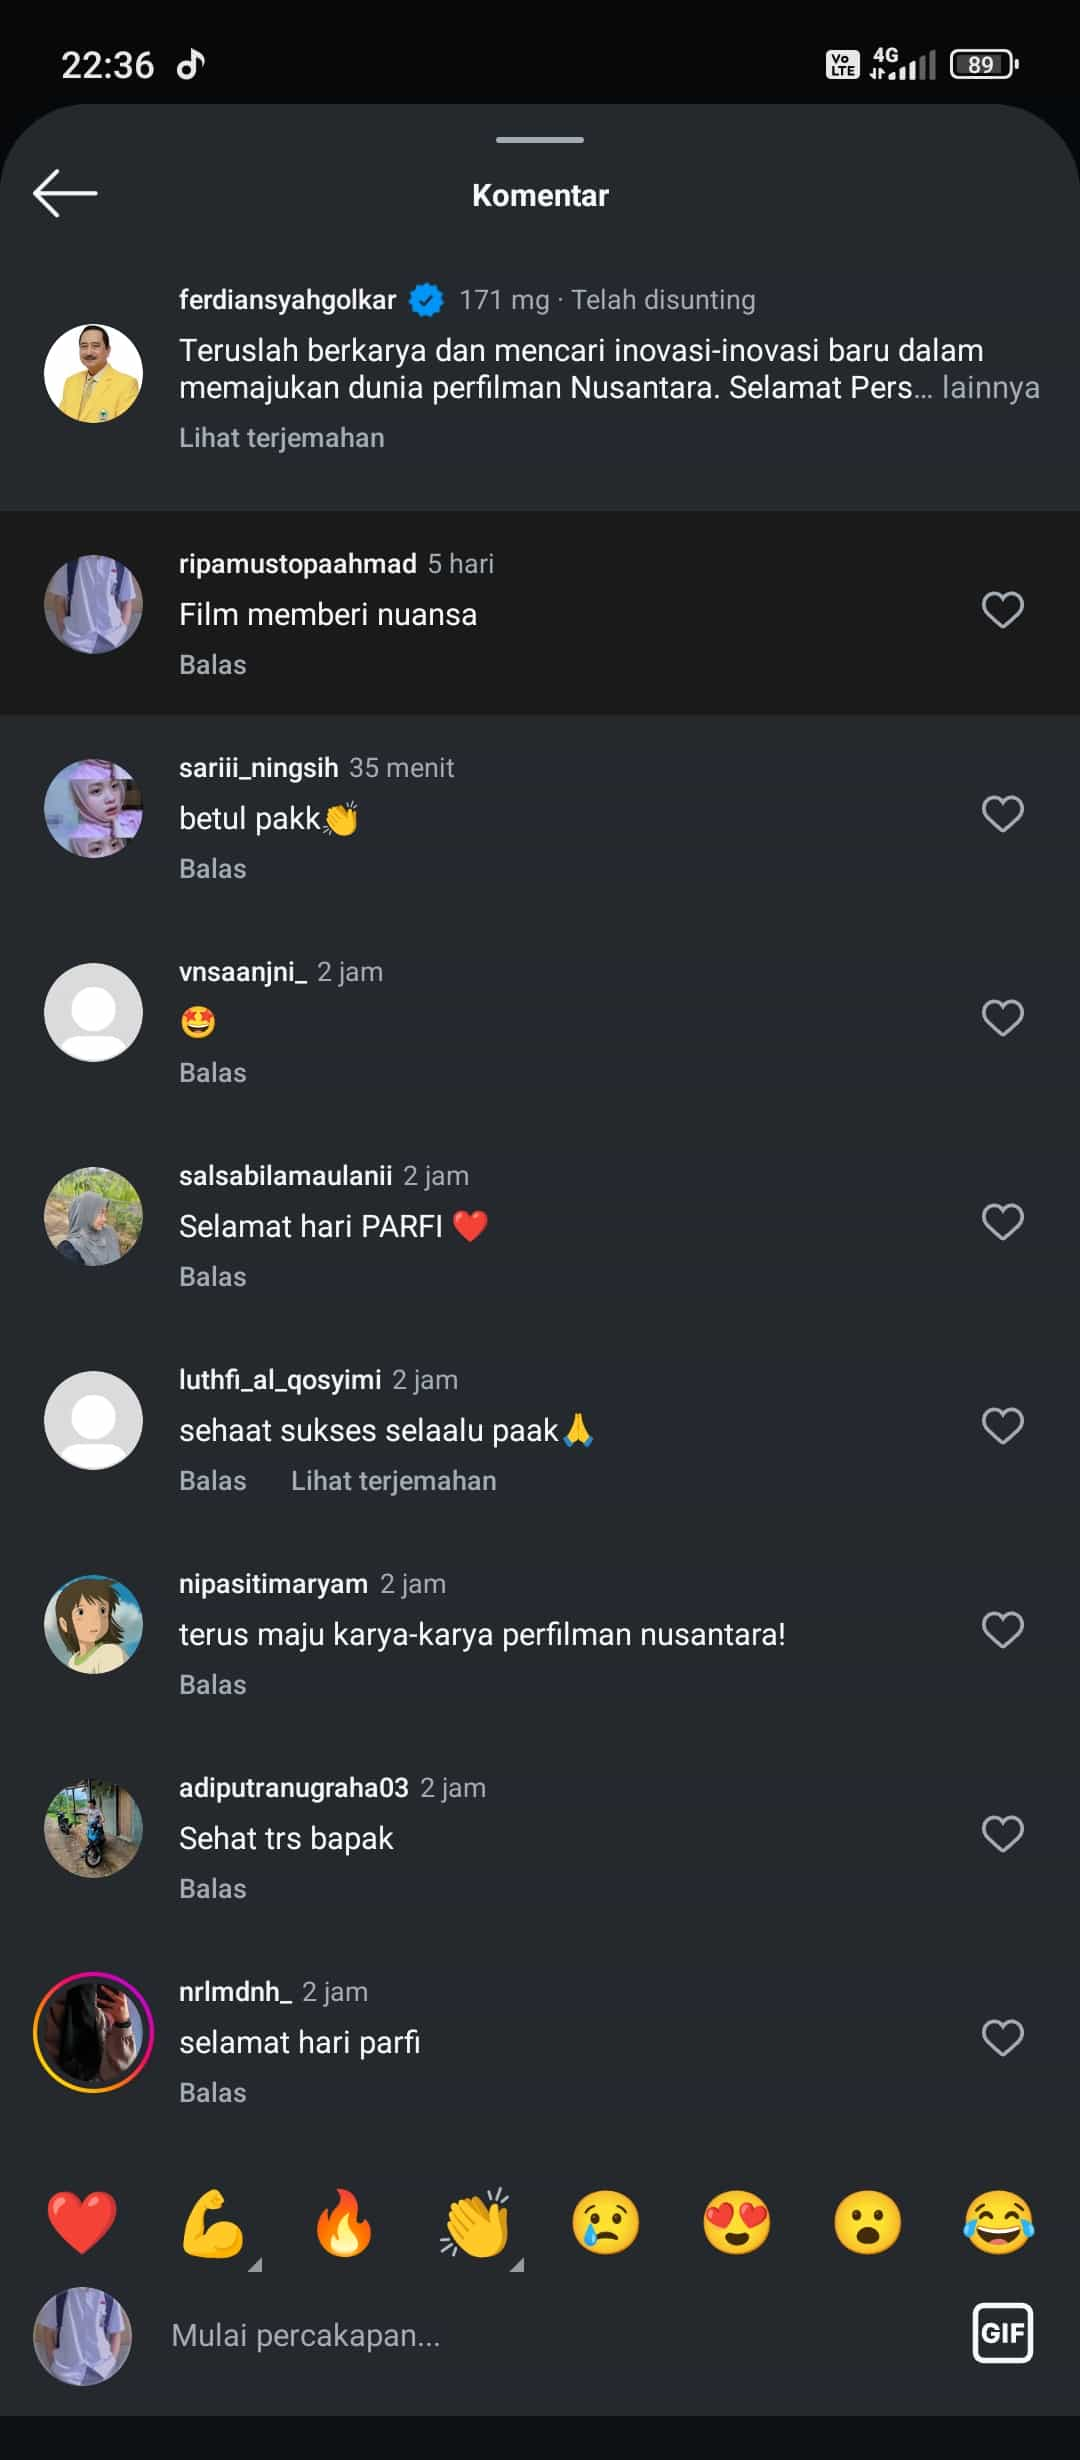 22:36
Vo LTE 4G 89
Komentar
ferdiansyahgolkar 171 mg · Telah disunting
Teruslah berkarya dan mencari inovasi-inovasi baru dalam
memajukan dunia perfilman Nusantara. Selamat Pers... lainnya
Lihat terjemahan
ripamustopaahmad 5 hari
Film memberi nuansa
Balas
sariii_ningsih 35 menit
betul pakk👏
Balas
vnsaanjni_ 2 jam
🤩
Balas
salsabilamaulanii 2 jam
Selamat hari PARFI ❤️
Balas
luthfi_al_qosyimi 2 jam
sehaat sukses selaalu paak🙏
Balas Lihat terjemahan
nipasitimaryam 2 jam
terus maju karya-karya perfilman nusantara!
Balas
adiputranugraha03 2 jam
Sehat trs bapak
Balas
nrlmdnh_ 2 jam
selamat hari parfi
Balas
❤️ 💪 🔥 👏 😢 😍 😮 😂
Mulai percakapan...
GIF